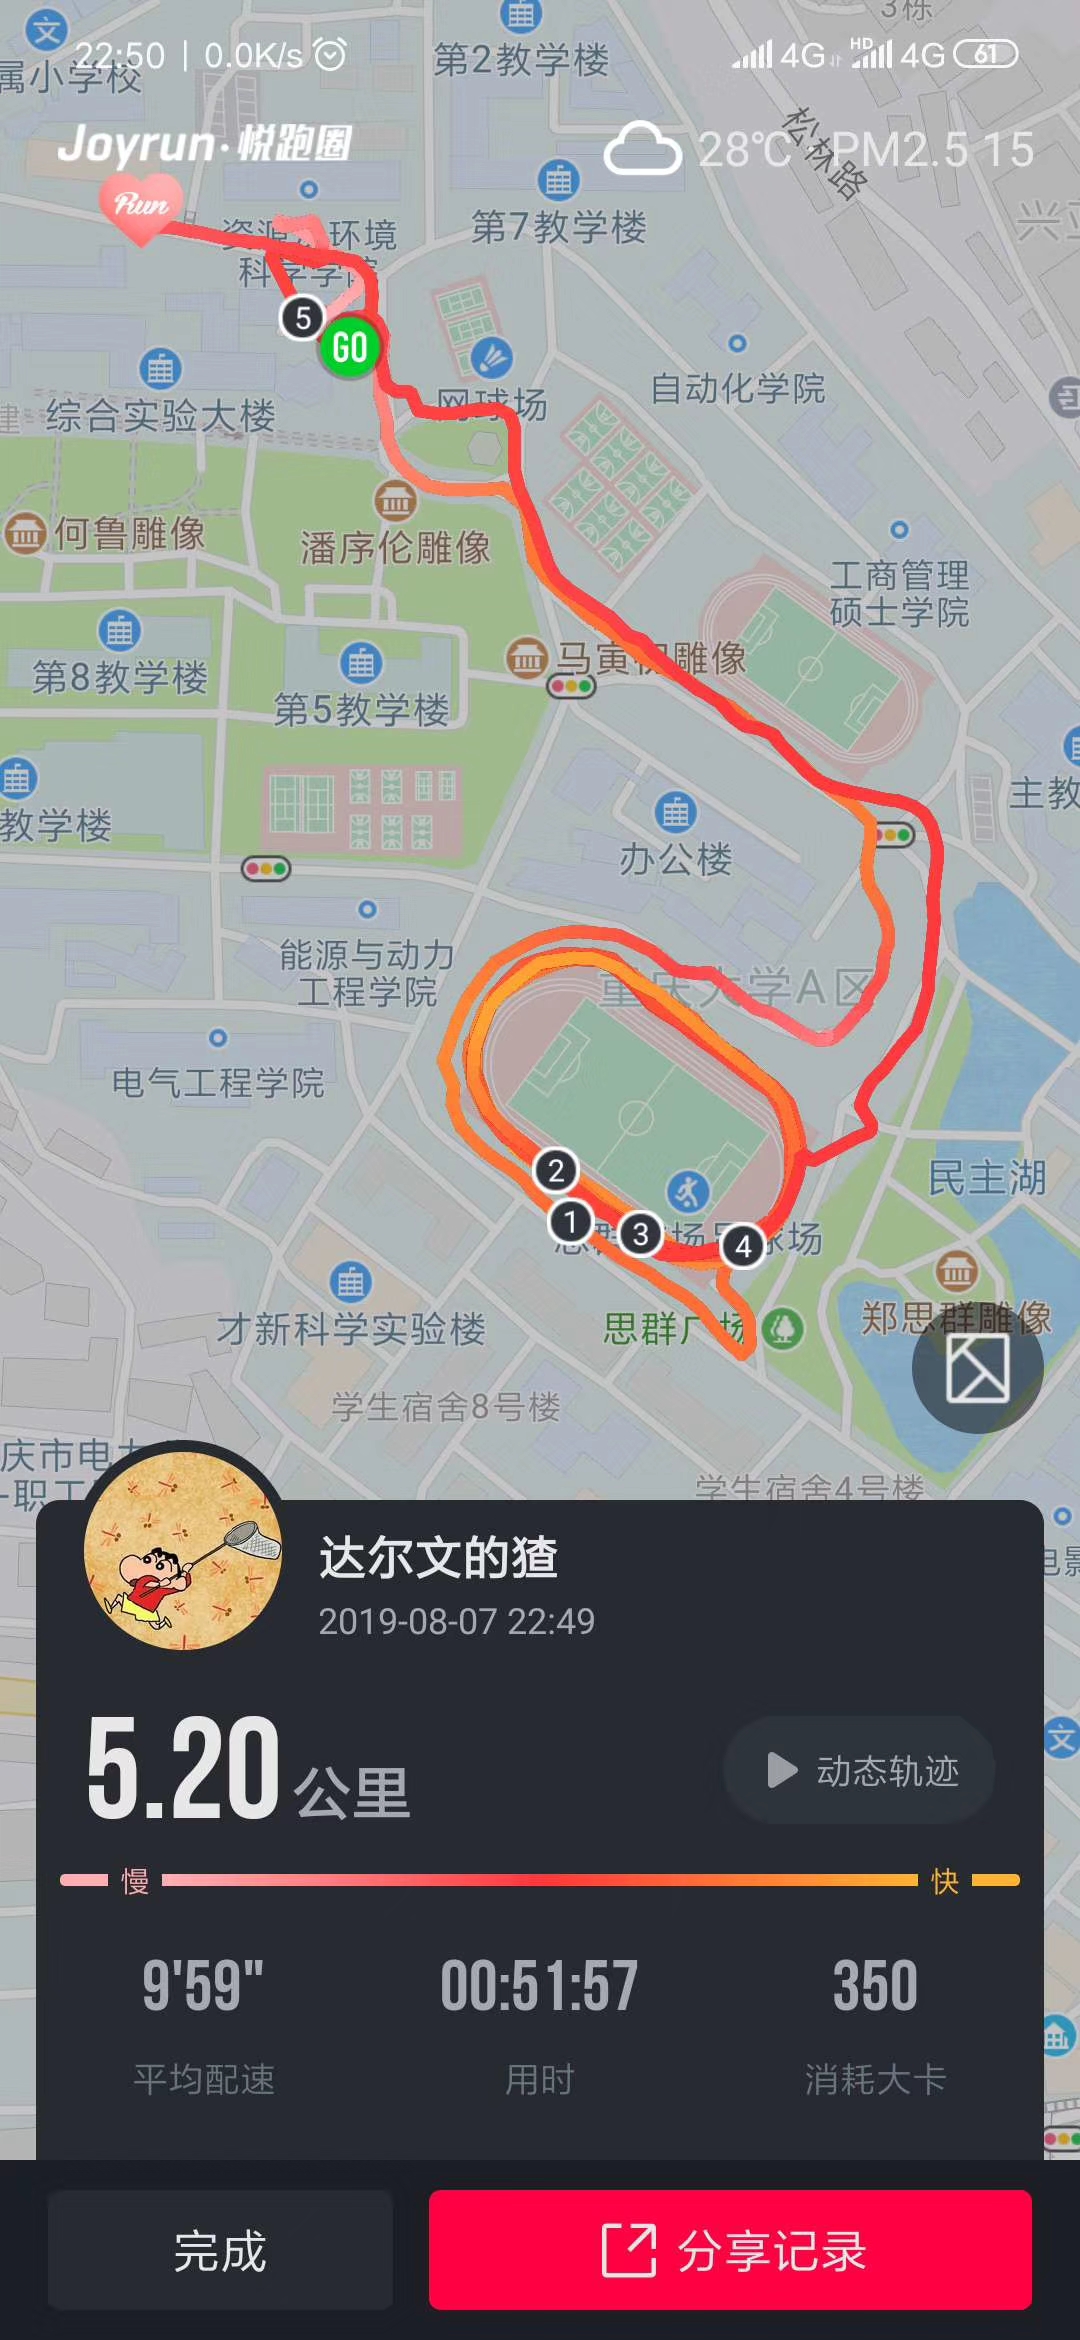 3栋
22:50 | 0.0K/s
HD
4G
4G
61
文
属小学校
第2教学楼
Joyrun·悦跑圈
28℃
PM2.5 15
松林路
Run
第7教学楼
兴
环境
科学学院
5
GO
网球场
自动化学院
综合实验大楼
建
何鲁雕像
潘序伦雕像
工商管理
硕士学院
马寅初雕像
第8教学楼
第5教学楼
教学楼
主教
办公楼
能源与动力
工程学院
重庆大学A区
电气工程学院
2
1
3
4
民主湖
思群广场
郑思群雕像
才新科学实验楼
学生宿舍8号楼
学生宿舍4号楼
达尔文的猹
2019-08-07 22:49
5.20公里
动态轨迹
文
慢
快
9'59"
00:51:57
350
平均配速
用时
消耗大卡
完成
分享记录